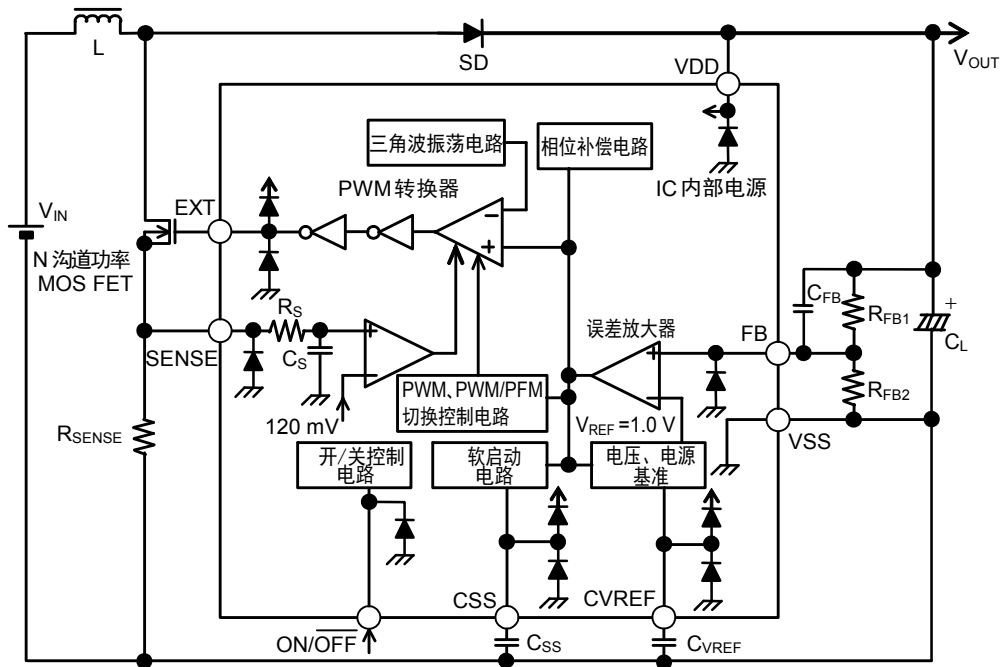 L
SD
VOUT
VDD
三角波振荡电路
相位补偿电路
IC 内部电源
PWM 转换器
VIN
EXT
N 沟道功率
MOS FET
−
+
RS
CS
SENSE
+
−
120 mV
RSENSE
PWM、PWM/PFM
切换控制电路
误差放大器
+
−
FB
CFB
RFB1
RFB2
+
CL
VSS
VREF =1.0 V
开/关控制
电路
软启动
电路
电压、电源
基准
CSS
CVREF
ON/OFF
CSS
CVREF